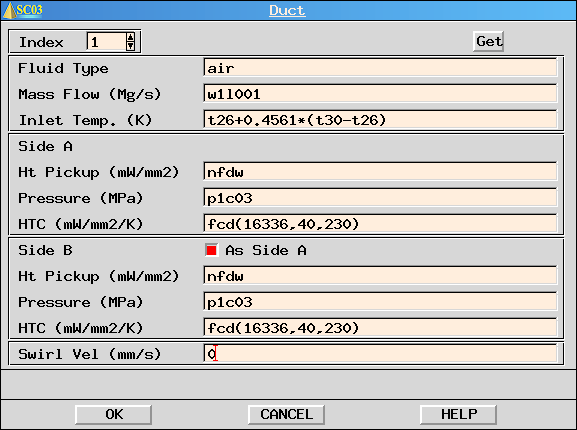 SC03 Duct
Index 1 Get
Fluid Type air
Mass Flow (Mg/s) w1l001
Inlet Temp. (K) t26+0.4561*(t30-t26)
Side A
Ht Pickup (mW/mm2) nfdw
Pressure (MPa) p1c03
HTC (mW/mm2/K) fcd(16336,40,230)
Side B As Side A
Ht Pickup (mW/mm2) nfdw
Pressure (MPa) p1c03
HTC (mW/mm2/K) fcd(16336,40,230)
Swirl Vel (mm/s) 0
OK CANCEL HELP